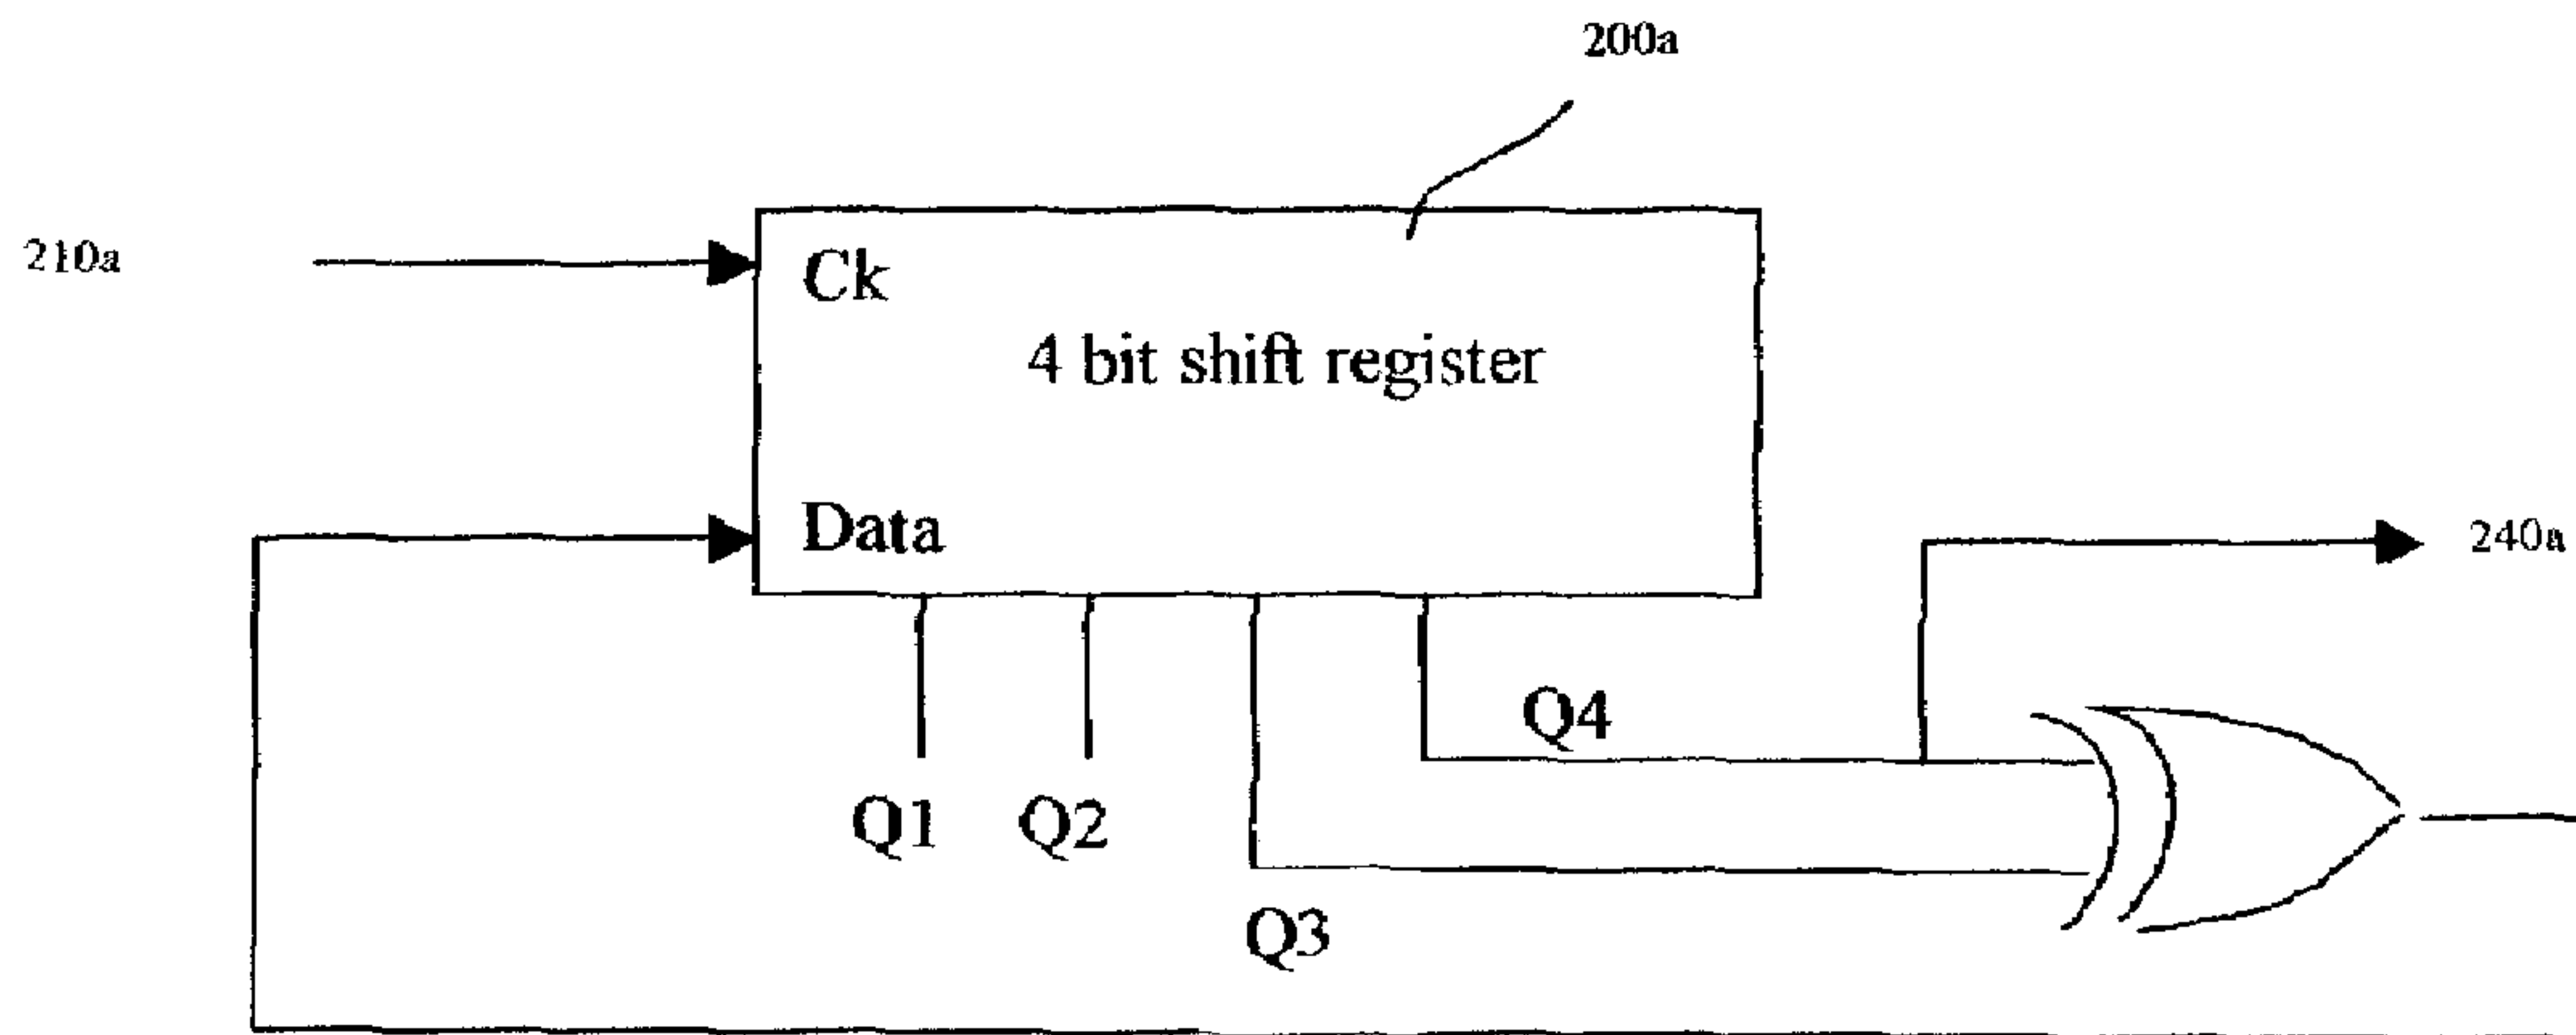 200a
210a
Ck
4 bit shift register
Data
240a
Q4
Q1
Q2
Q3